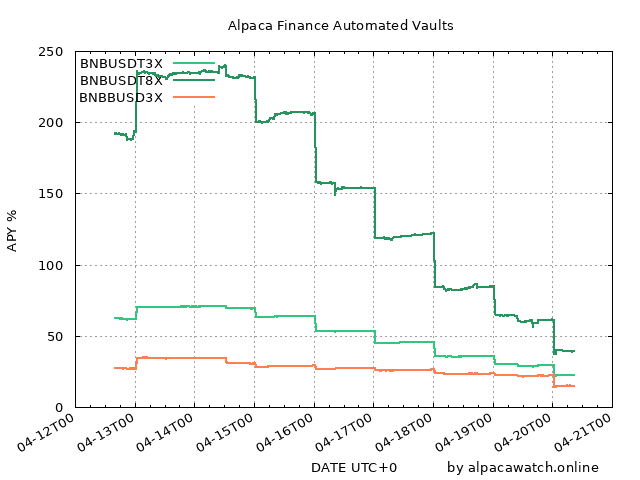 Alpaca Finance Automated Vaults
250
200
150
100
50
0
APY %
BNBUSDT3X
BNBUSDT8X
BNBBUSD3X
04-12T00
04-13T00
04-14T00
04-15T00
04-16T00
04-17T00
04-18T00
04-19T00
04-20T00
04-21T00
DATE UTC+0
by alpacawatch.online